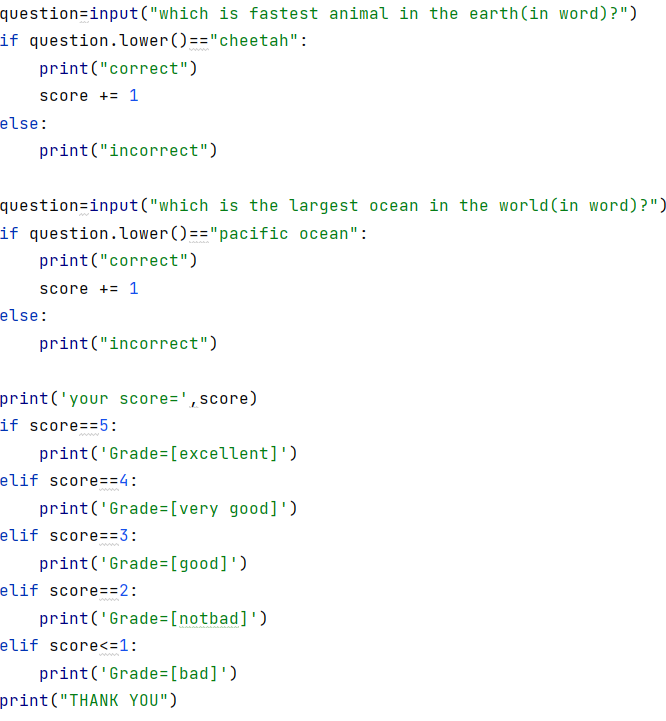 question=input("which is fastest animal in the earth(in word)?")
if question.lower()=="cheetah":
    print("correct")
    score += 1
else:
    print("incorrect")

question=input("which is the largest ocean in the world(in word)?")
if question.lower()=="pacific ocean":
    print("correct")
    score += 1
else:
    print("incorrect")

print('your score=',score)
if score==5:
    print('Grade=[excellent]')
elif score==4:
    print('Grade=[very good]')
elif score==3:
    print('Grade=[good]')
elif score==2:
    print('Grade=[notbad]')
elif score<=1:
    print('Grade=[bad]')
print("THANK YOU")